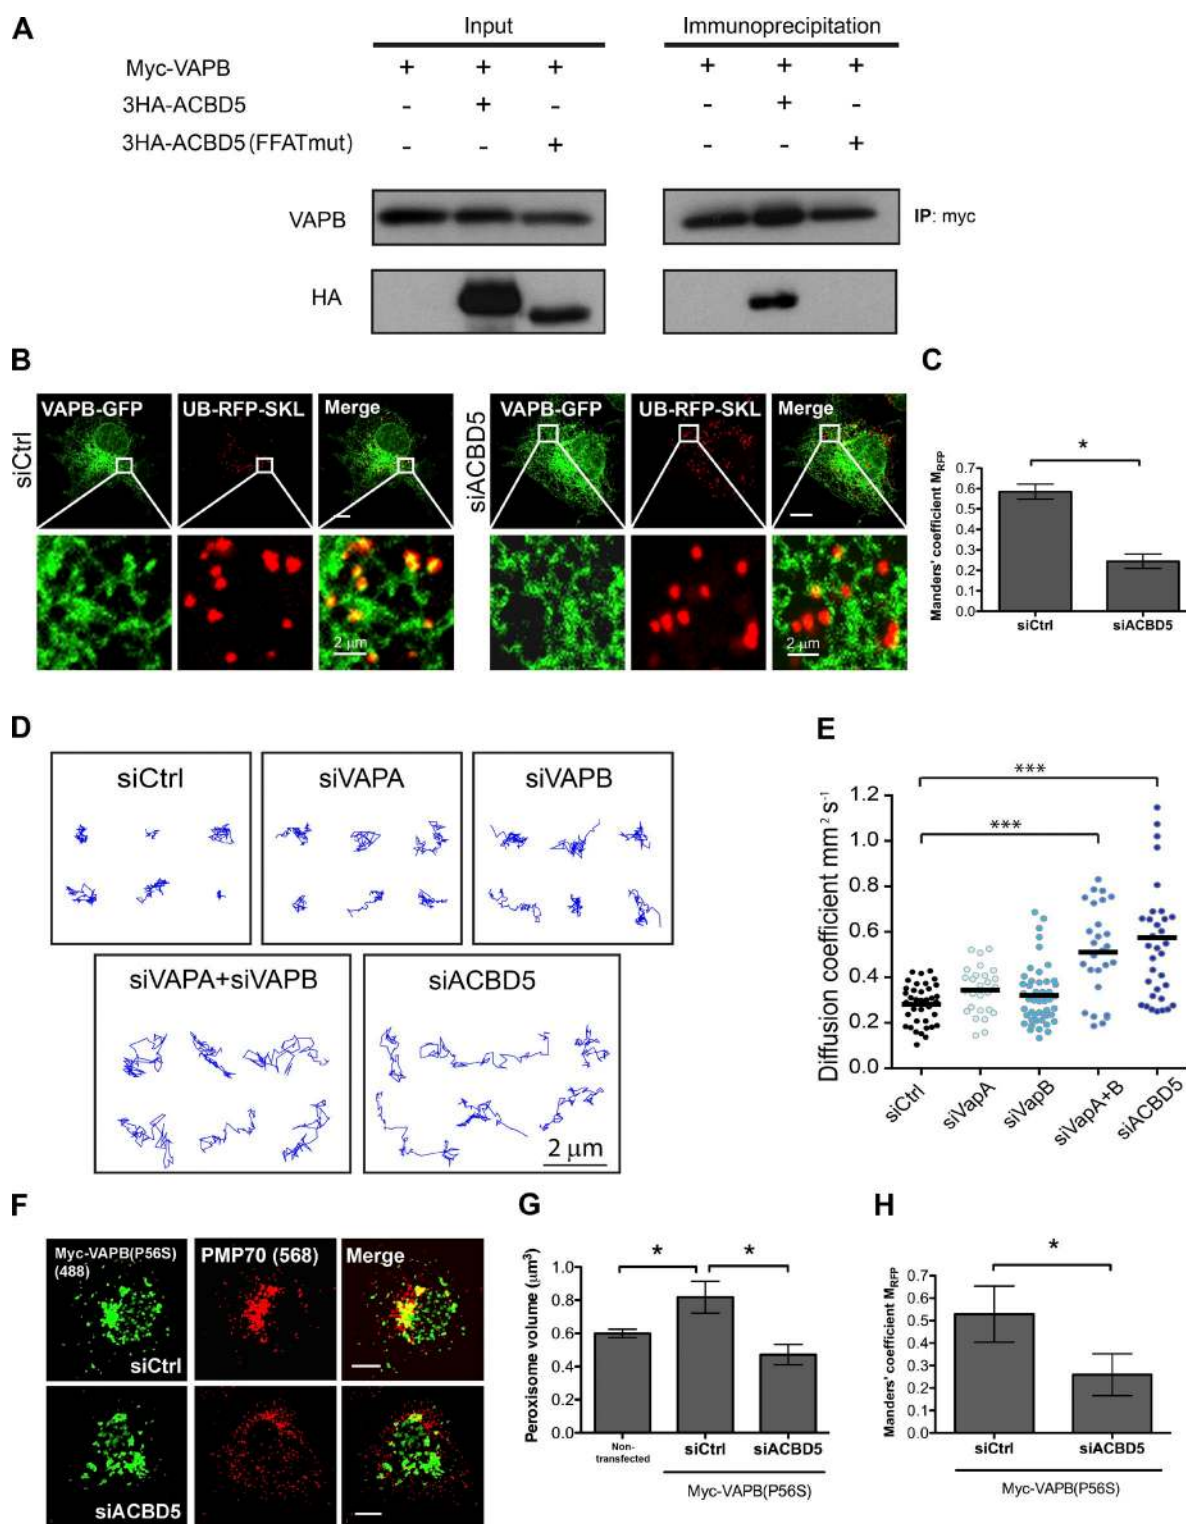 A
Input Immunoprecipitation
Myc-VAPB + + + + + +
3HA-ACBD5 - + - - + -
3HA-ACBD5(FFATmut) - - + - - +
VAPB IP: myc
HA
B
siCtrl
VAPB-GFP UB-RFP-SKL Merge
2 µm
siACBD5
VAPB-GFP UB-RFP-SKL Merge
2 µm
C
Manders' coefficient MRFP
0.7
0.6
0.5
0.4
0.3
0.2
0.1
0.0
*
siCtrl siACBD5
D
siCtrl siVAPA siVAPB
siVAPA+siVAPB siACBD5
2 µm
E
Diffusion coefficient mm² s⁻¹
1.2
1.0
0.8
0.6
0.4
0.2
0.0
***
***
siCtrl siVapA siVapB siVapA+B siACBD5
F
Myc-VAPB(P56S)
(488)
PMP70 (568) Merge
siCtrl
siACBD5
G
Peroxisome volume (µm³)
1.0
0.8
0.6
0.4
0.2
0.0
* *
Non-
transfected
siCtrl siACBD5
Myc-VAPB(P56S)
H
Manders' coefficient MRFP
0.7
0.6
0.5
0.4
0.3
0.2
0.1
0.0
*
siCtrl siACBD5
Myc-VAPB(P56S)